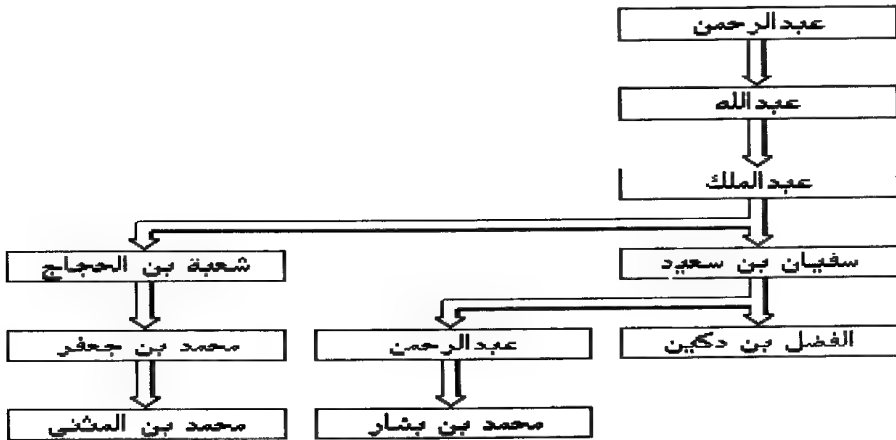 عبدالرحمن
عبدالله
عبدالملك
سفيان بن سعيد
شعبة بن الحجاج
الفضل بن دكين
عبدالرحمن
محمد بن جعفر
محمد بن بشار
محمد بن المثنى